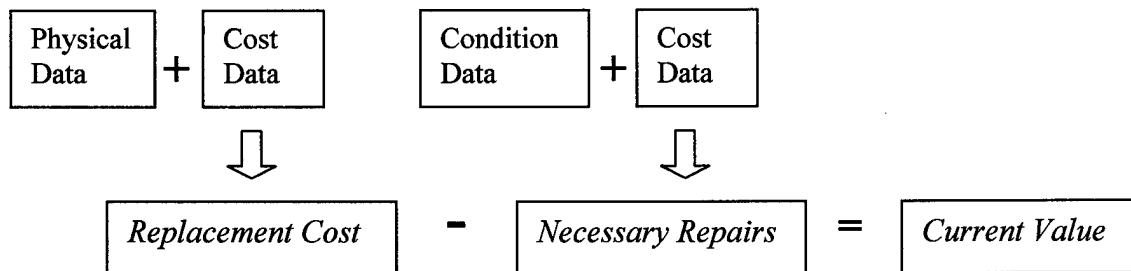 Physical Data + Cost Data
Condition Data + Cost Data
Replacement Cost - Necessary Repairs = Current Value